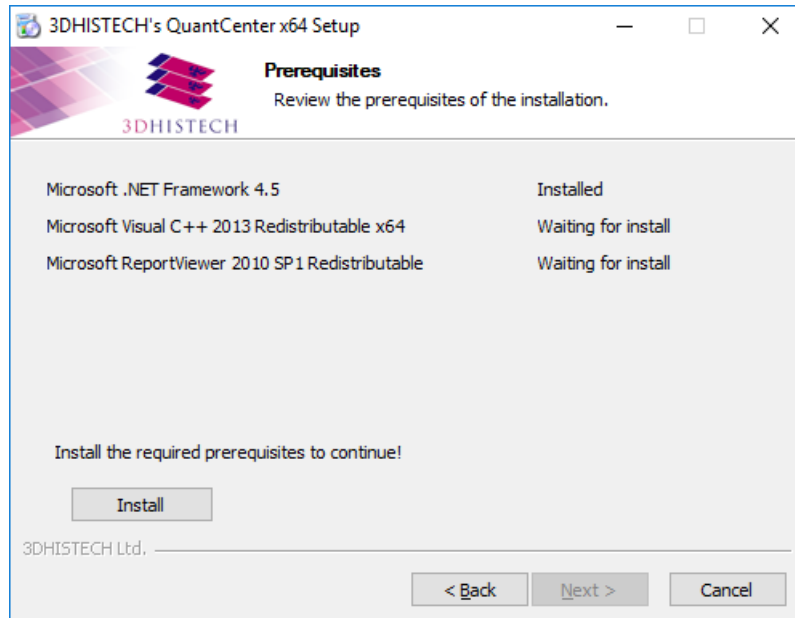 3DHISTECH's QuantCenter x64 Setup
Prerequisites
Review the prerequisites of the installation.
3DHISTECH
Microsoft .NET Framework 4.5 Installed
Microsoft Visual C++ 2013 Redistributable x64 Waiting for install
Microsoft ReportViewer 2010 SP1 Redistributable Waiting for install
Install the required prerequisites to continue!
Install
3DHISTECH Ltd.
< Back Next > Cancel